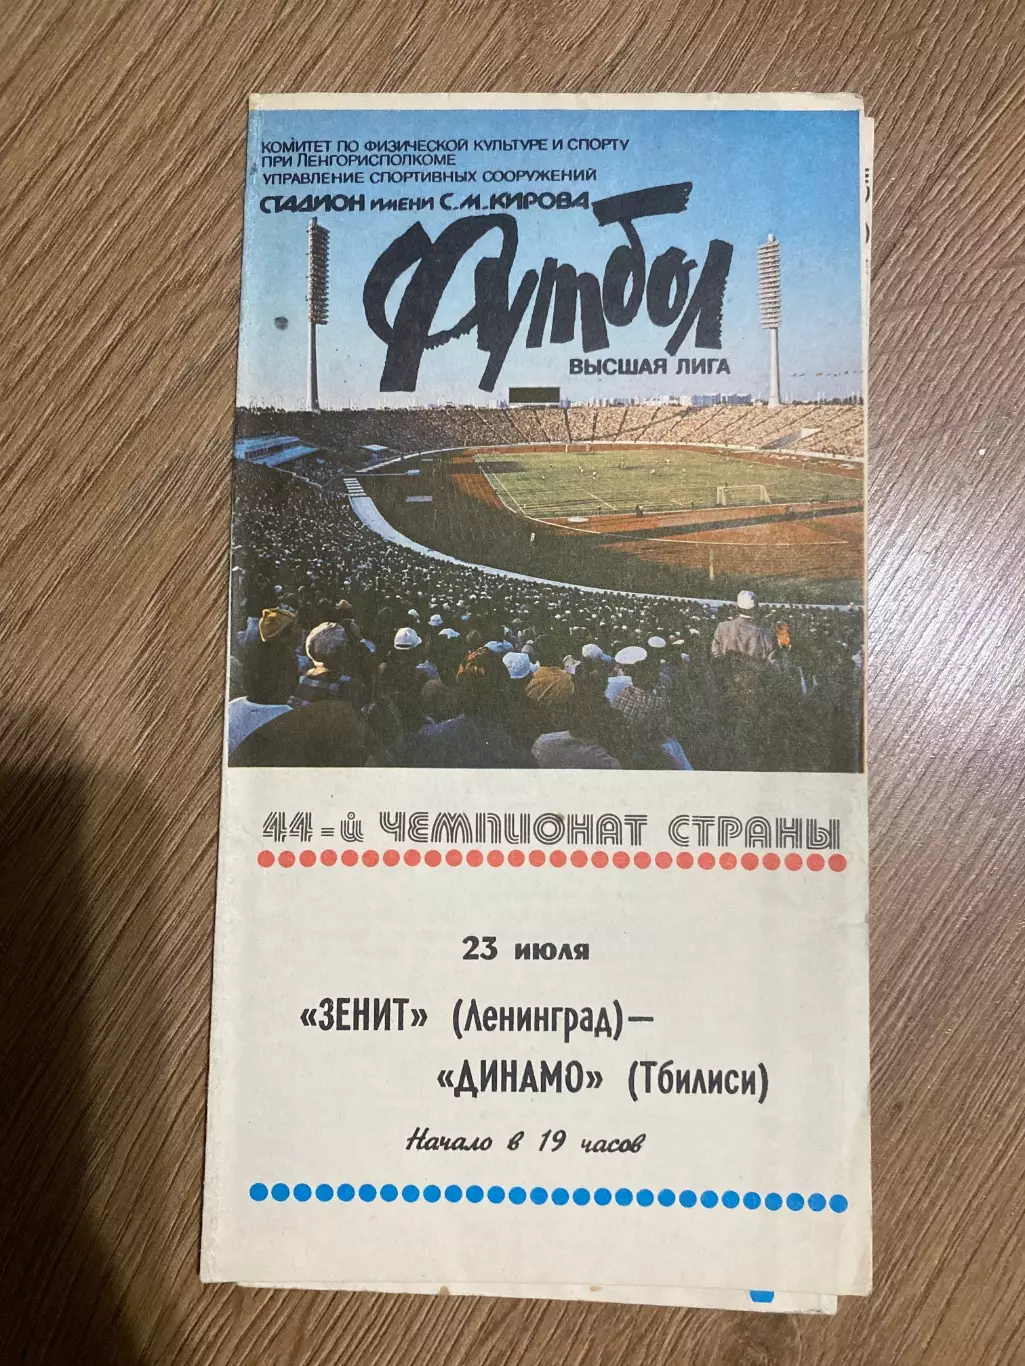 КОМИТЕТ ПО ФИЗИЧЕСКОЙ КУЛЬТУРЕ И СПОРТУ
ПРИ ЛЕНГОРИСПОЛКОМЕ
УПРАВЛЕНИЕ СПОРТИВНЫХ СООРУЖЕНИЙ
СТАДИОН ИМЕНИ С.М.КИРОВА
Футбол
ВЫСШАЯ ЛИГА
44-й ЧЕМПИОНАТ СТРАНЫ
23 июля
«ЗЕНИТ» (Ленинград)—
«ДИНАМО» (Тбилиси)
Начало в 19 часов